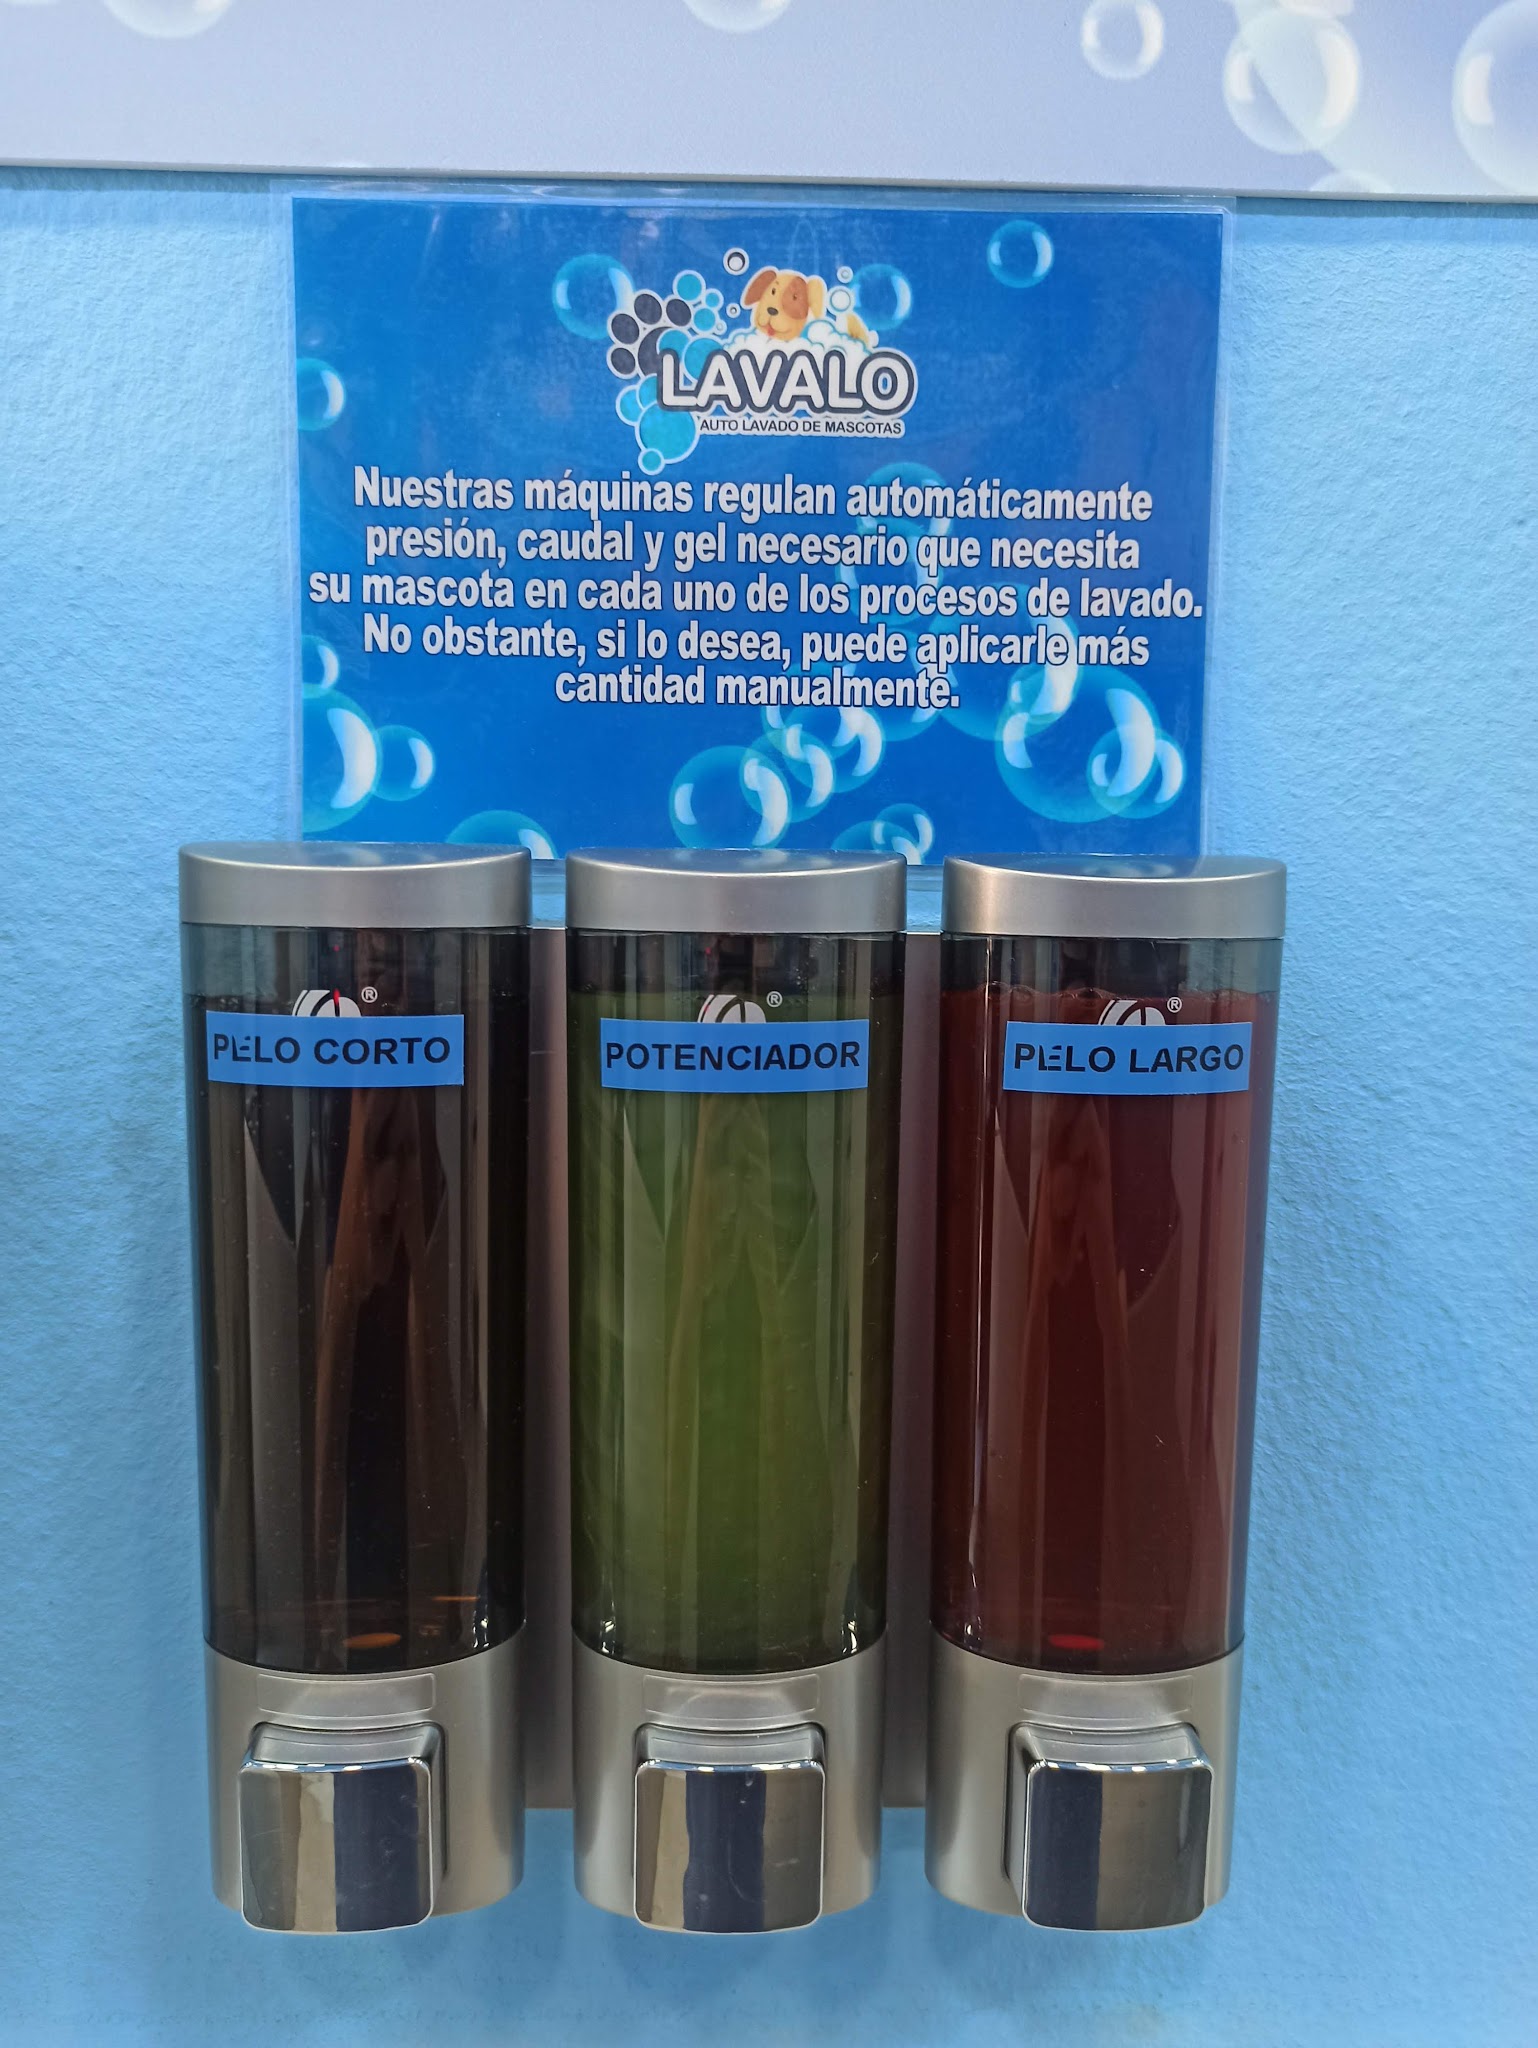 LAVALO
AUTO LAVADO DE MASCOTAS
Nuestras máquinas regulan automáticamente
presión, caudal y gel necesario que necesita
su mascota en cada uno de los procesos de lavado.
No obstante, si lo desea, puede aplicarle más
cantidad manualmente.
®
®
®
PELO CORTO
POTENCIADOR
PELO LARGO